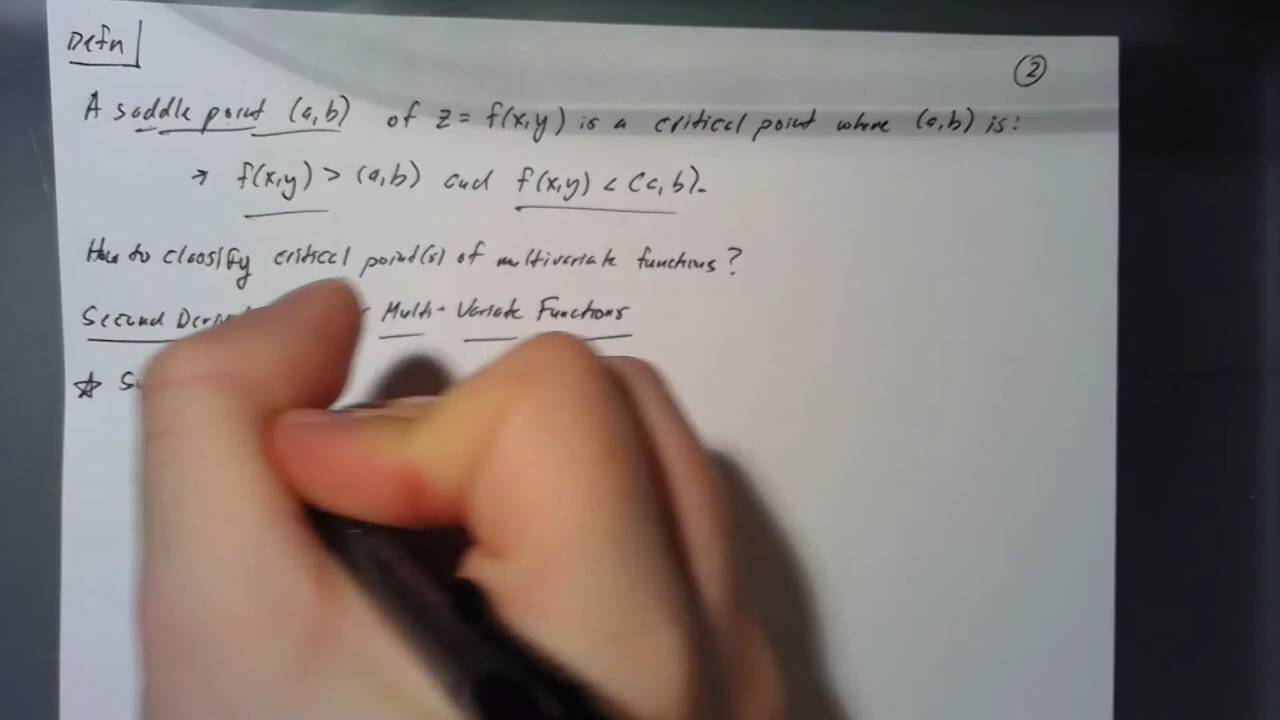 Defn
②
A saddle point (a,b) of z = f(x,y) is a critical point where (a,b) is:
→ f(x,y) > (a,b) and f(x,y) < (a,b).
How to classify critical point(s) of multivariate functions?
Second Multi-Variate Functions
☆